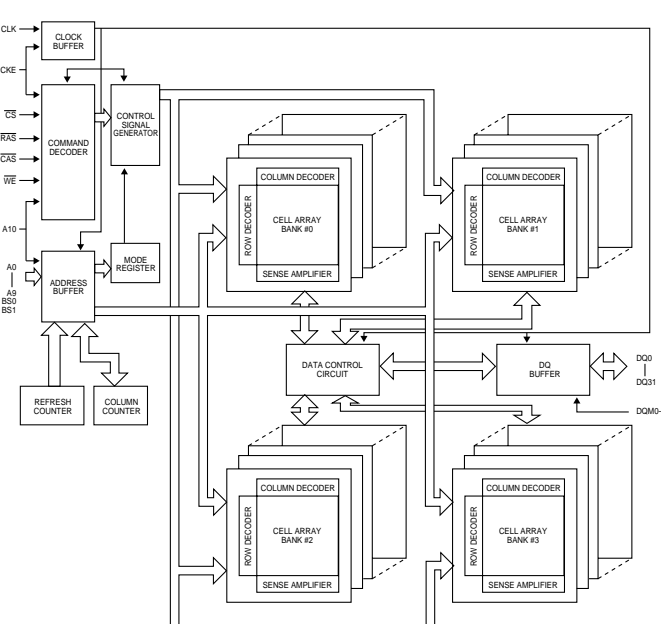 CLK
CLOCK
BUFFER
CKE
CS
RAS
CAS
WE
COMMAND
DECODER
CONTROL
SIGNAL
GENERATOR
A10
A0
A9
BS0
BS1
ADDRESS
BUFFER
MODE
REGISTER
REFRESH
COUNTER
COLUMN
COUNTER
COLUMN DECODER
ROW DECODER
CELL ARRAY
BANK #0
SENSE AMPLIFIER
COLUMN DECODER
ROW DECODER
CELL ARRAY
BANK #1
SENSE AMPLIFIER
DATA CONTROL
CIRCUIT
DQ
BUFFER
DQ0
DQ31
DQM0-
COLUMN DECODER
ROW DECODER
CELL ARRAY
BANK #2
SENSE AMPLIFIER
COLUMN DECODER
ROW DECODER
CELL ARRAY
BANK #3
SENSE AMPLIFIER